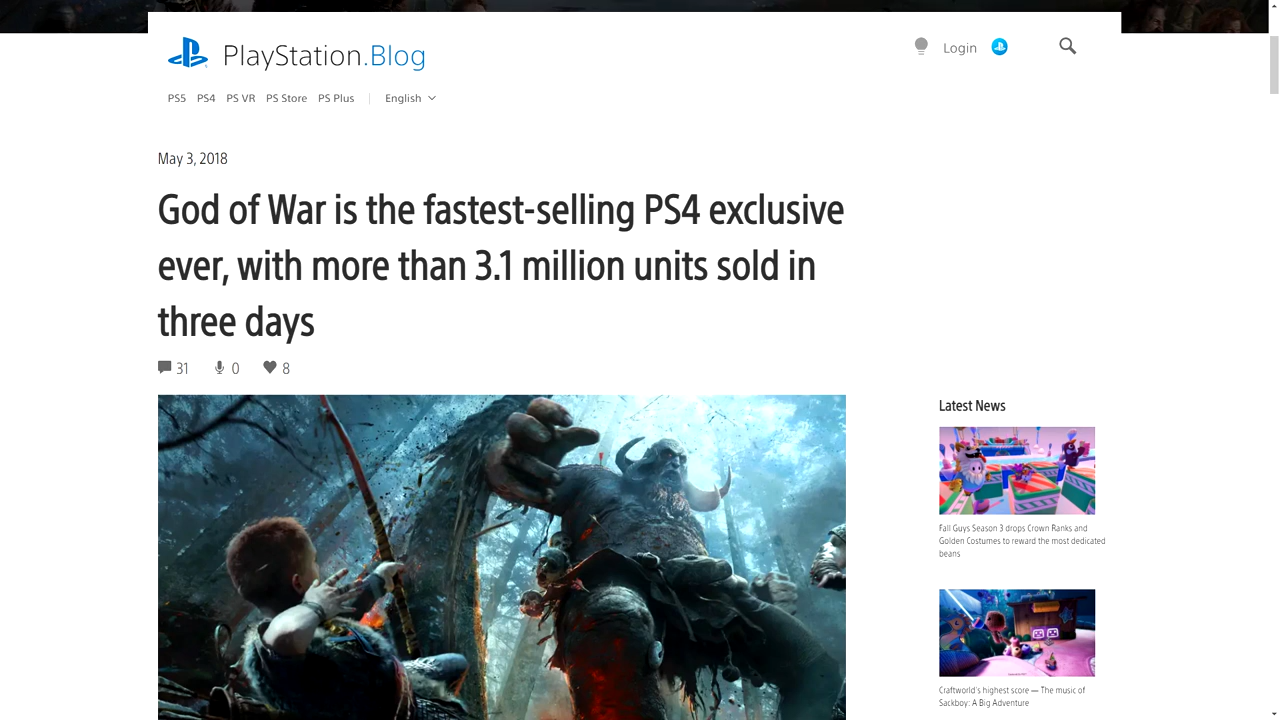 PlayStation.Blog
Login
PS5 PS4 PS VR PS Store PS Plus English
May 3, 2018
God of War is the fastest-selling PS4 exclusive
ever, with more than 3.1 million units sold in
three days
31 0 8
Latest News
Fall Guys Season 3 drops Crown Ranks and
Golden Costumes to reward the most dedicated
beans
Craftworld's highest score — The music of
Sackboy: A Big Adventure